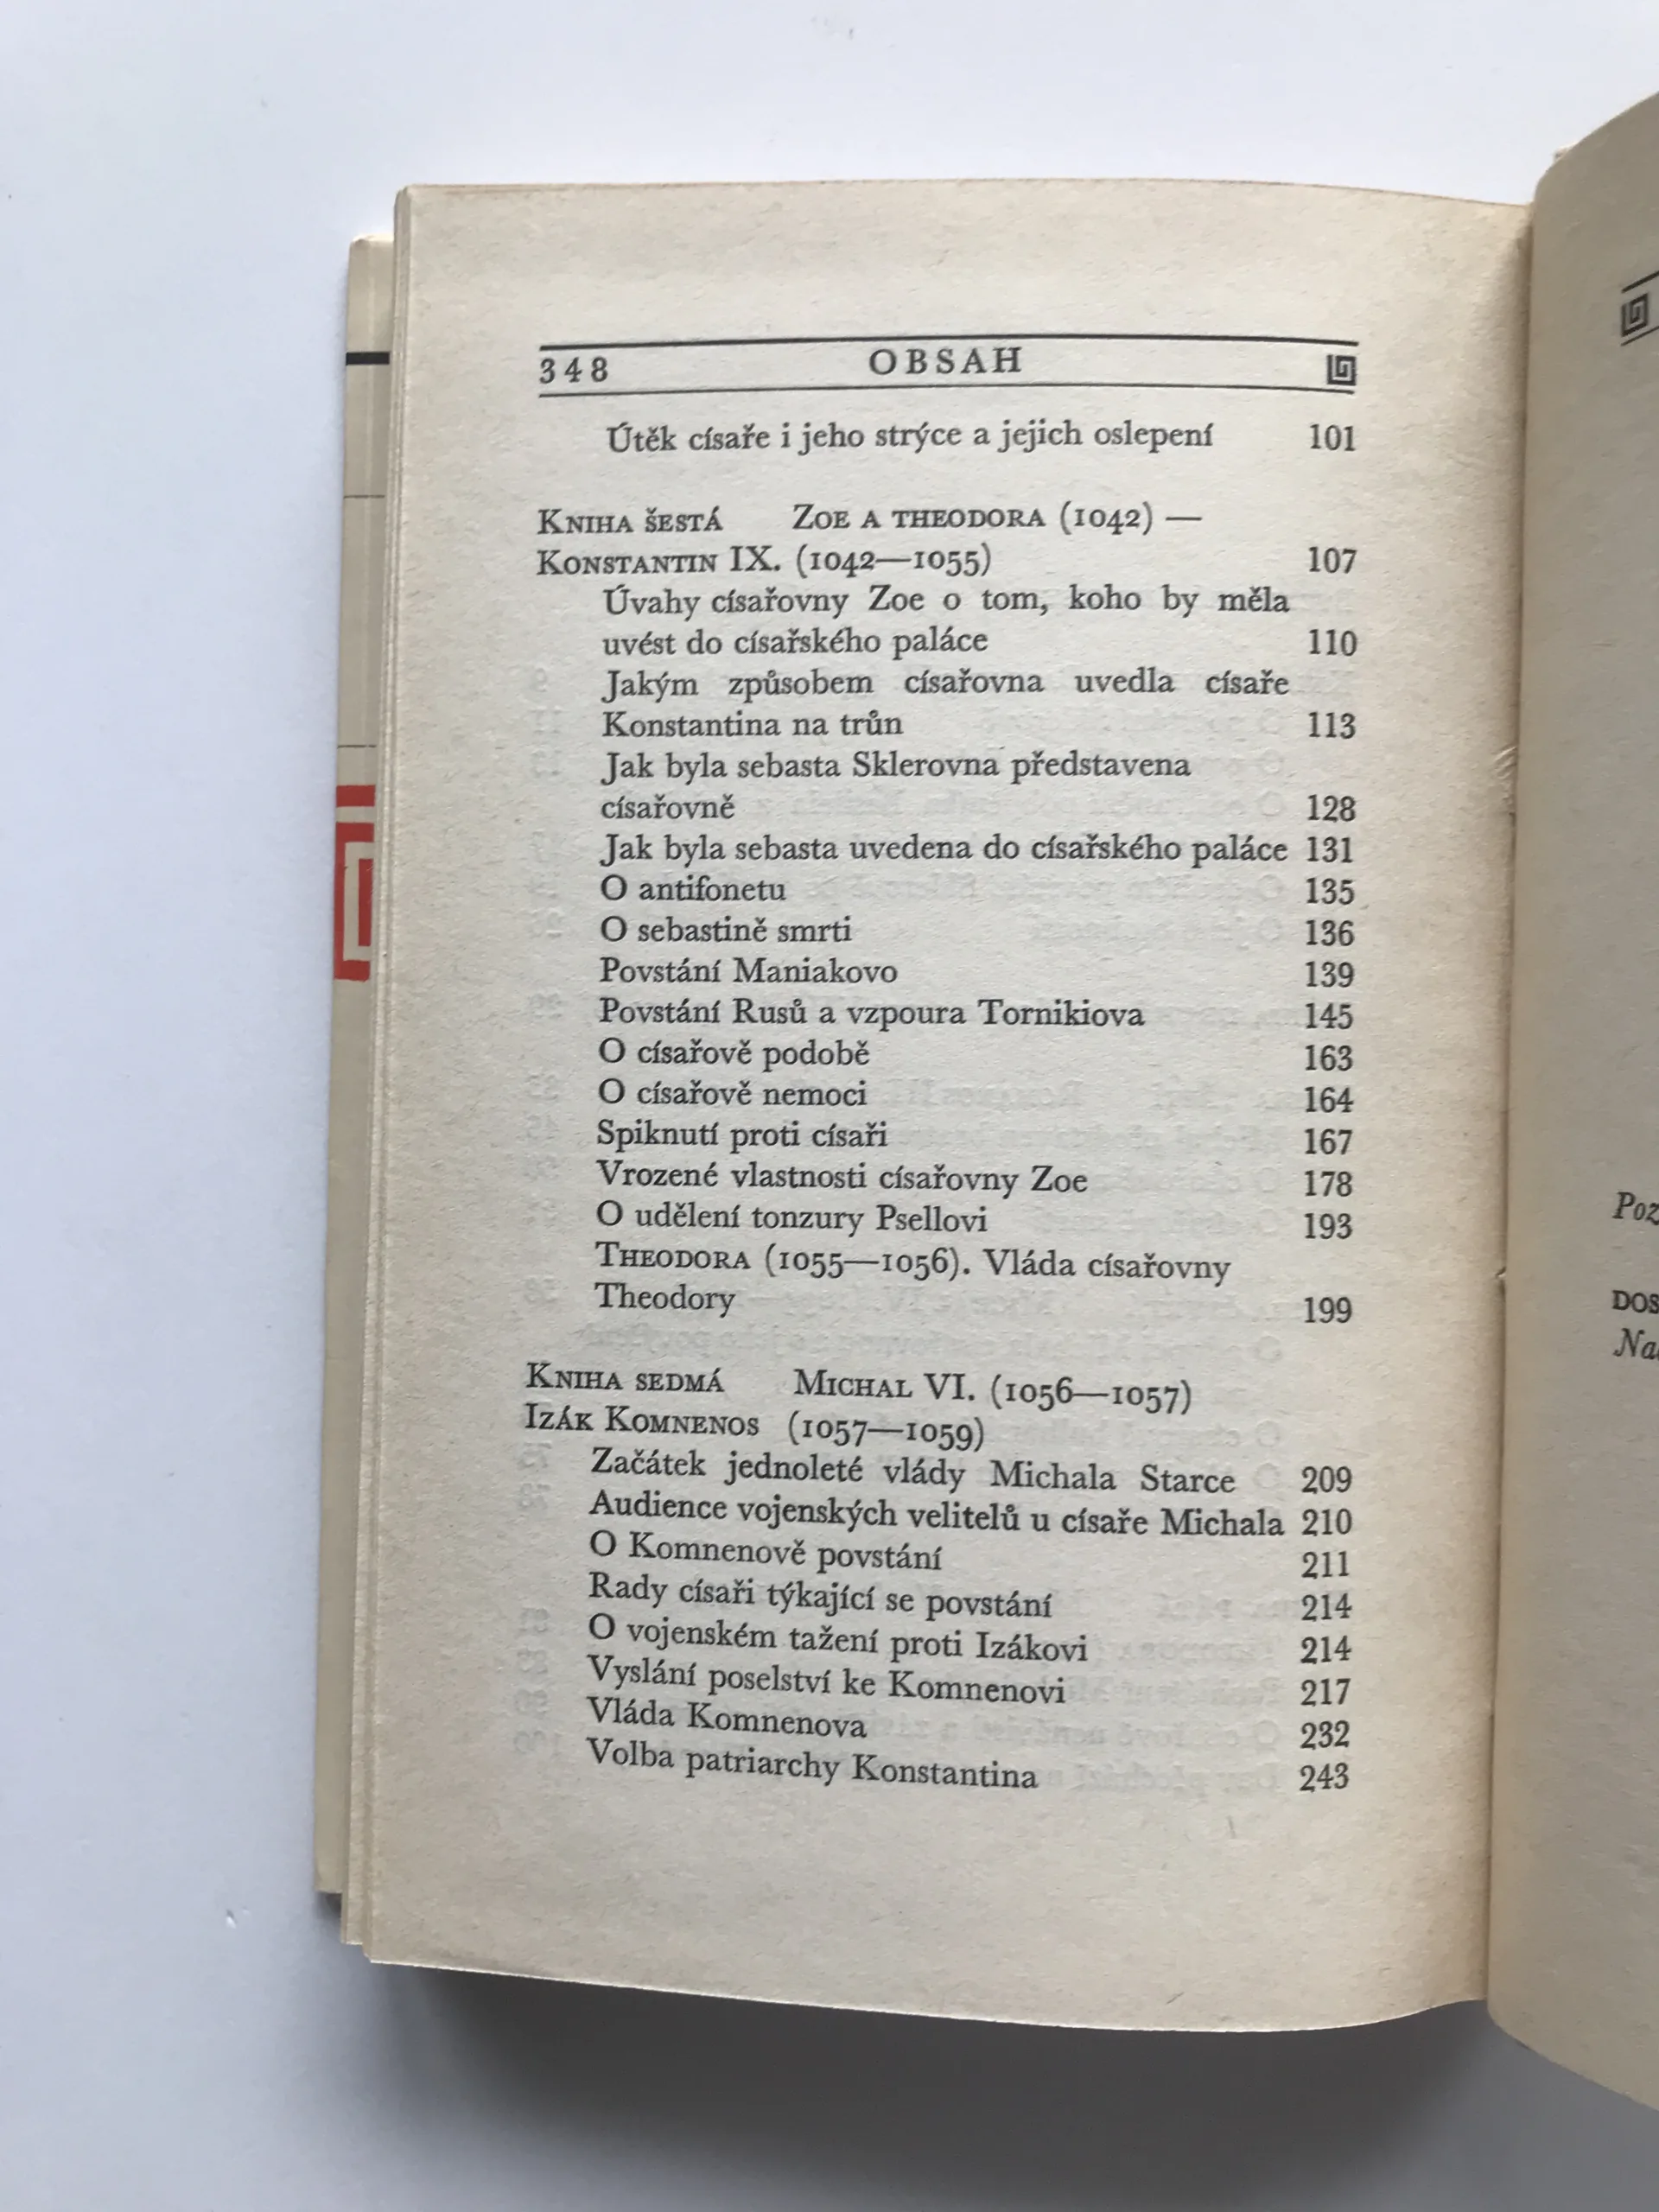 348 OBSAH
Útěk císaře i jeho strýce a jejich oslepení 101
Kniha šestá Zoe a Theodora (1042) —
Konstantin IX. (1042—1055) 107
Úvahy císařovny Zoe o tom, koho by měla
uvést do císařského paláce 110
Jakým způsobem císařovna uvedla císaře
Konstantina na trůn 113
Jak byla sebasta Sklerovna představena
císařovně 128
Jak byla sebasta uvedena do císařského paláce 131
O antifonetu 135
O sebastině smrti 136
Povstání Maniakovo 139
Povstání Rusů a vzpoura Tornikiova 145
O císařově podobě 163
O císařově nemoci 164
Spiknutí proti císaři 167
Vrozené vlastnosti císařovny Zoe 178
O udělení tonzury Psellovi 193
Theodora (1055—1056). Vláda císařovny
Theodory 199
Kniha sedmá Michal VI. (1056—1057)
Izák Komnenos (1057—1059)
Začátek jednoleté vlády Michala Starce 209
Audience vojenských velitelů u císaře Michala 210
O Komnenově povstání 211
Rady císaři týkající se povstání 214
O vojenském tažení proti Izákovi 214
Vyslání poselství ke Komnenovi 217
Vláda Komnenova 232
Volba patriarchy Konstantina 243
Poz
DOS